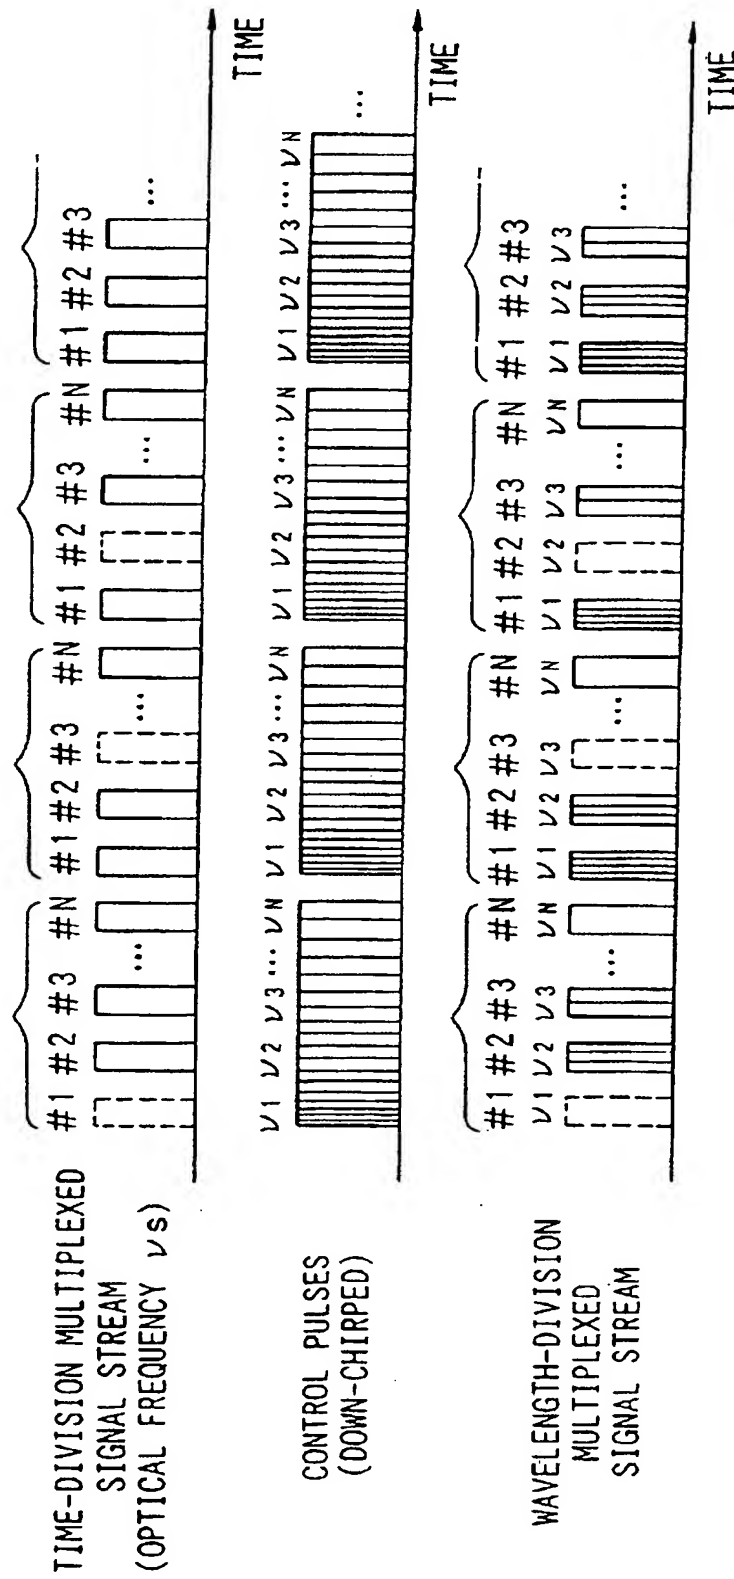 TIME-DIVISION MULTIPLEXED
SIGNAL STREAM
(OPTICAL FREQUENCY νs)
#1 #2 #3 ... #N #1 #2 #3 ... #N #1 #2 #3 ... #N #1 #2 #3 ...
TIME
CONTROL PULSES
(DOWN-CHIRPED)
ν1 ν2 ν3 ... νN ν1 ν2 ν3 ... νN ν1 ν2 ν3 ... νN ν1 ν2 ν3 ... νN ...
TIME
WAVELENGTH-DIVISION
MULTIPLEXED
SIGNAL STREAM
#1 #2 #3 #N #1 #2 #3 #N #1 #2 #3 #N #1 #2 #3
ν1 ν2 ν3 ... νN ν1 ν2 ν3 ... νN ν1 ν2 ν3 ... νN ν1 ν2 ν3 ...
TIME